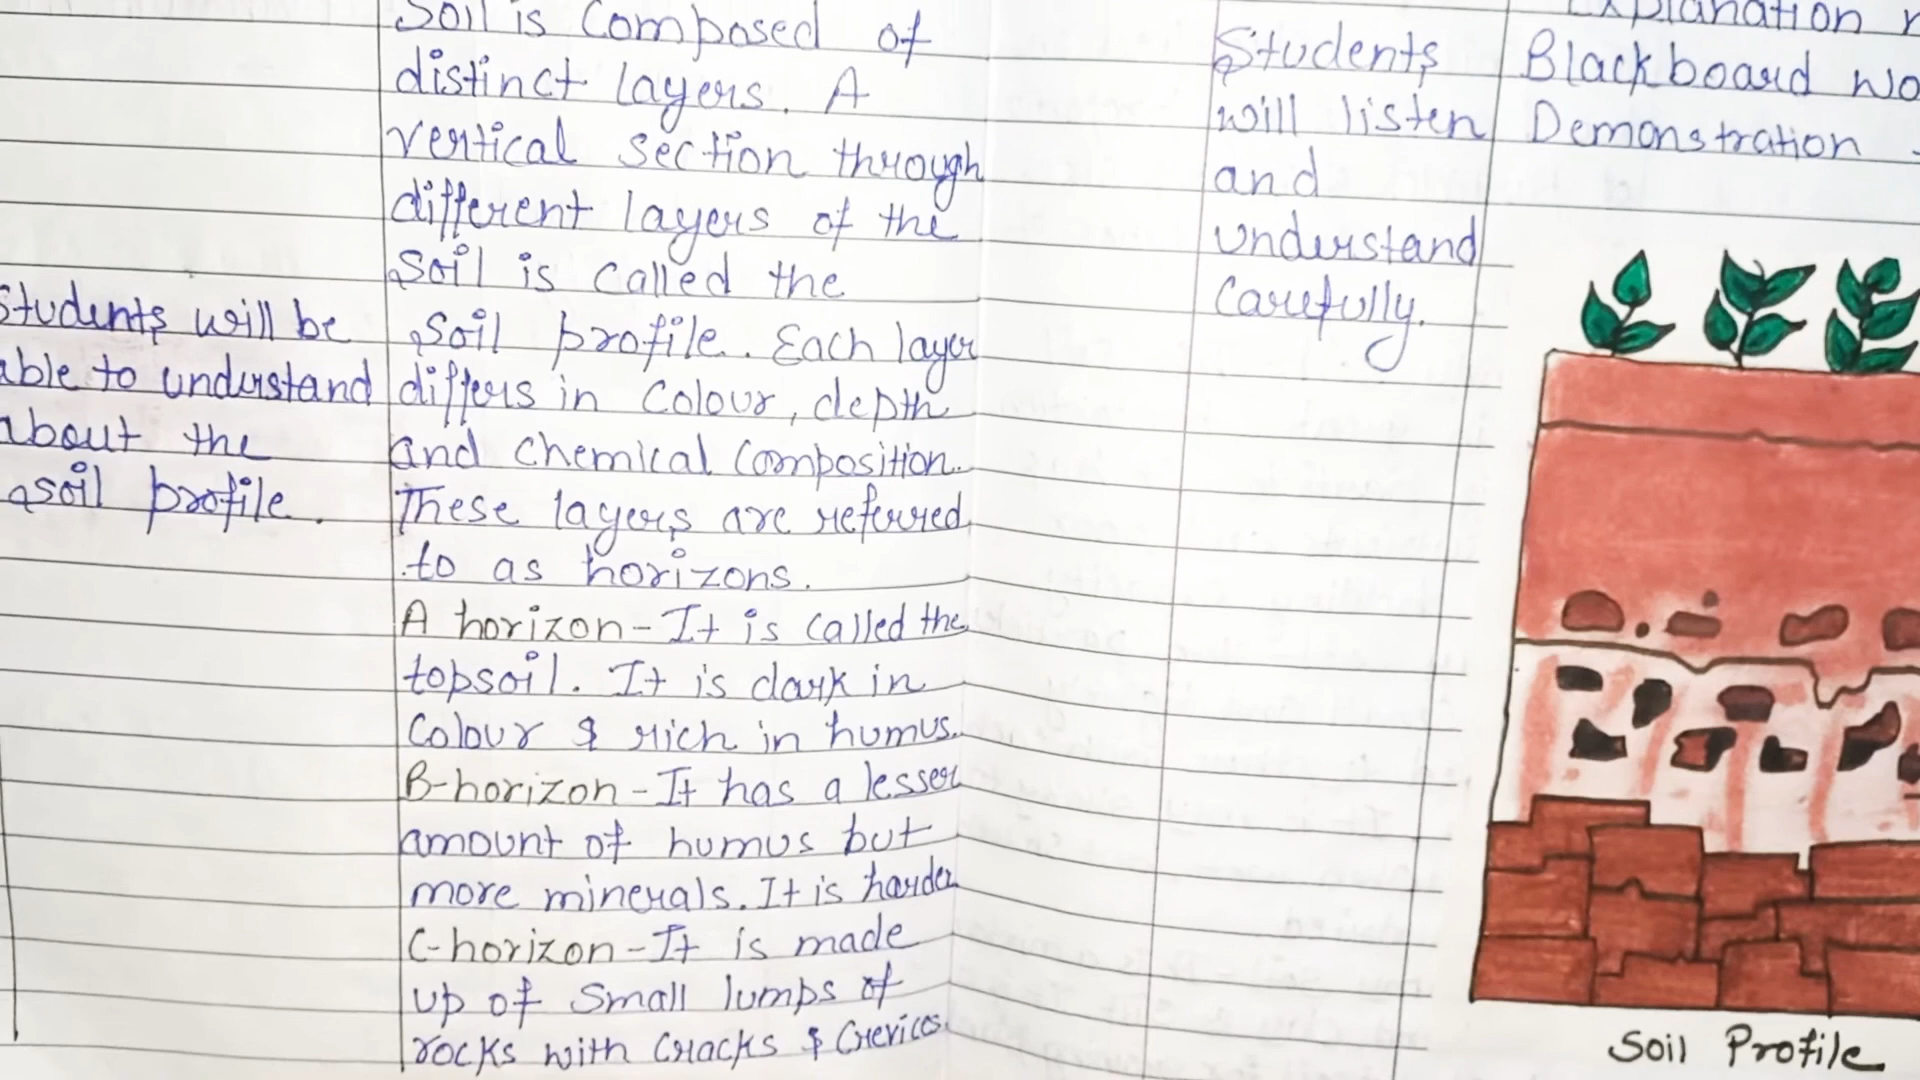 Students will be
able to understand
about the
soil profile.
Soil is Composed of
distinct layers. A
vertical section through
different layers of the
Soil is called the
Soil profile. Each layer
differs in Colour, depth
and chemical Composition.
These layers are referred
to as horizons.
A horizon - It is called the
topsoil. It is dark in
Colour & rich in humus.
B-horizon - It has a lesser
amount of humus but
more minerals. It is harder
C-horizon - It is made
up of Small lumps of
rocks with cracks & Crevices.
Students
will listen
and
understand
Carefully.
Explanation
Blackboard
Demonstration
Soil Profile